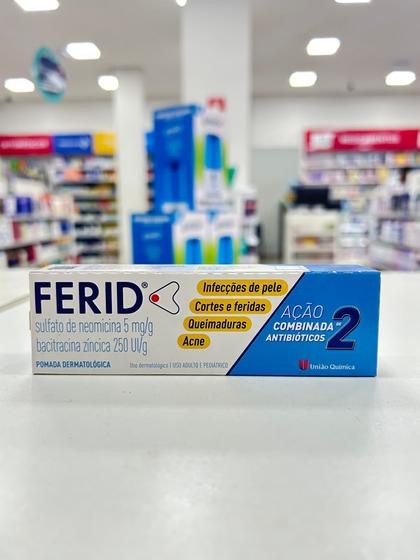 FERID®
sulfato de neomicina 5 mg/g
bacitracina zíncica 250 UI/g
POMADA DERMATOLÓGICA
Uso dermatológico | USO ADULTO E PEDIÁTRICO
Infecções de pele
Cortes e feridas
Queimaduras
Acne
AÇÃO
COMBINADA DE
ANTIBIÓTICOS 2
União Química